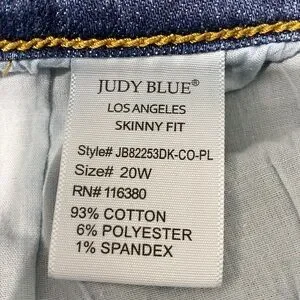 JUDY BLUE®
LOS ANGELES
SKINNY FIT
Style# JB82253DK-CO-PL
Size# 20W
RN# 116380
93% COTTON
6% POLYESTER
1% SPANDEX